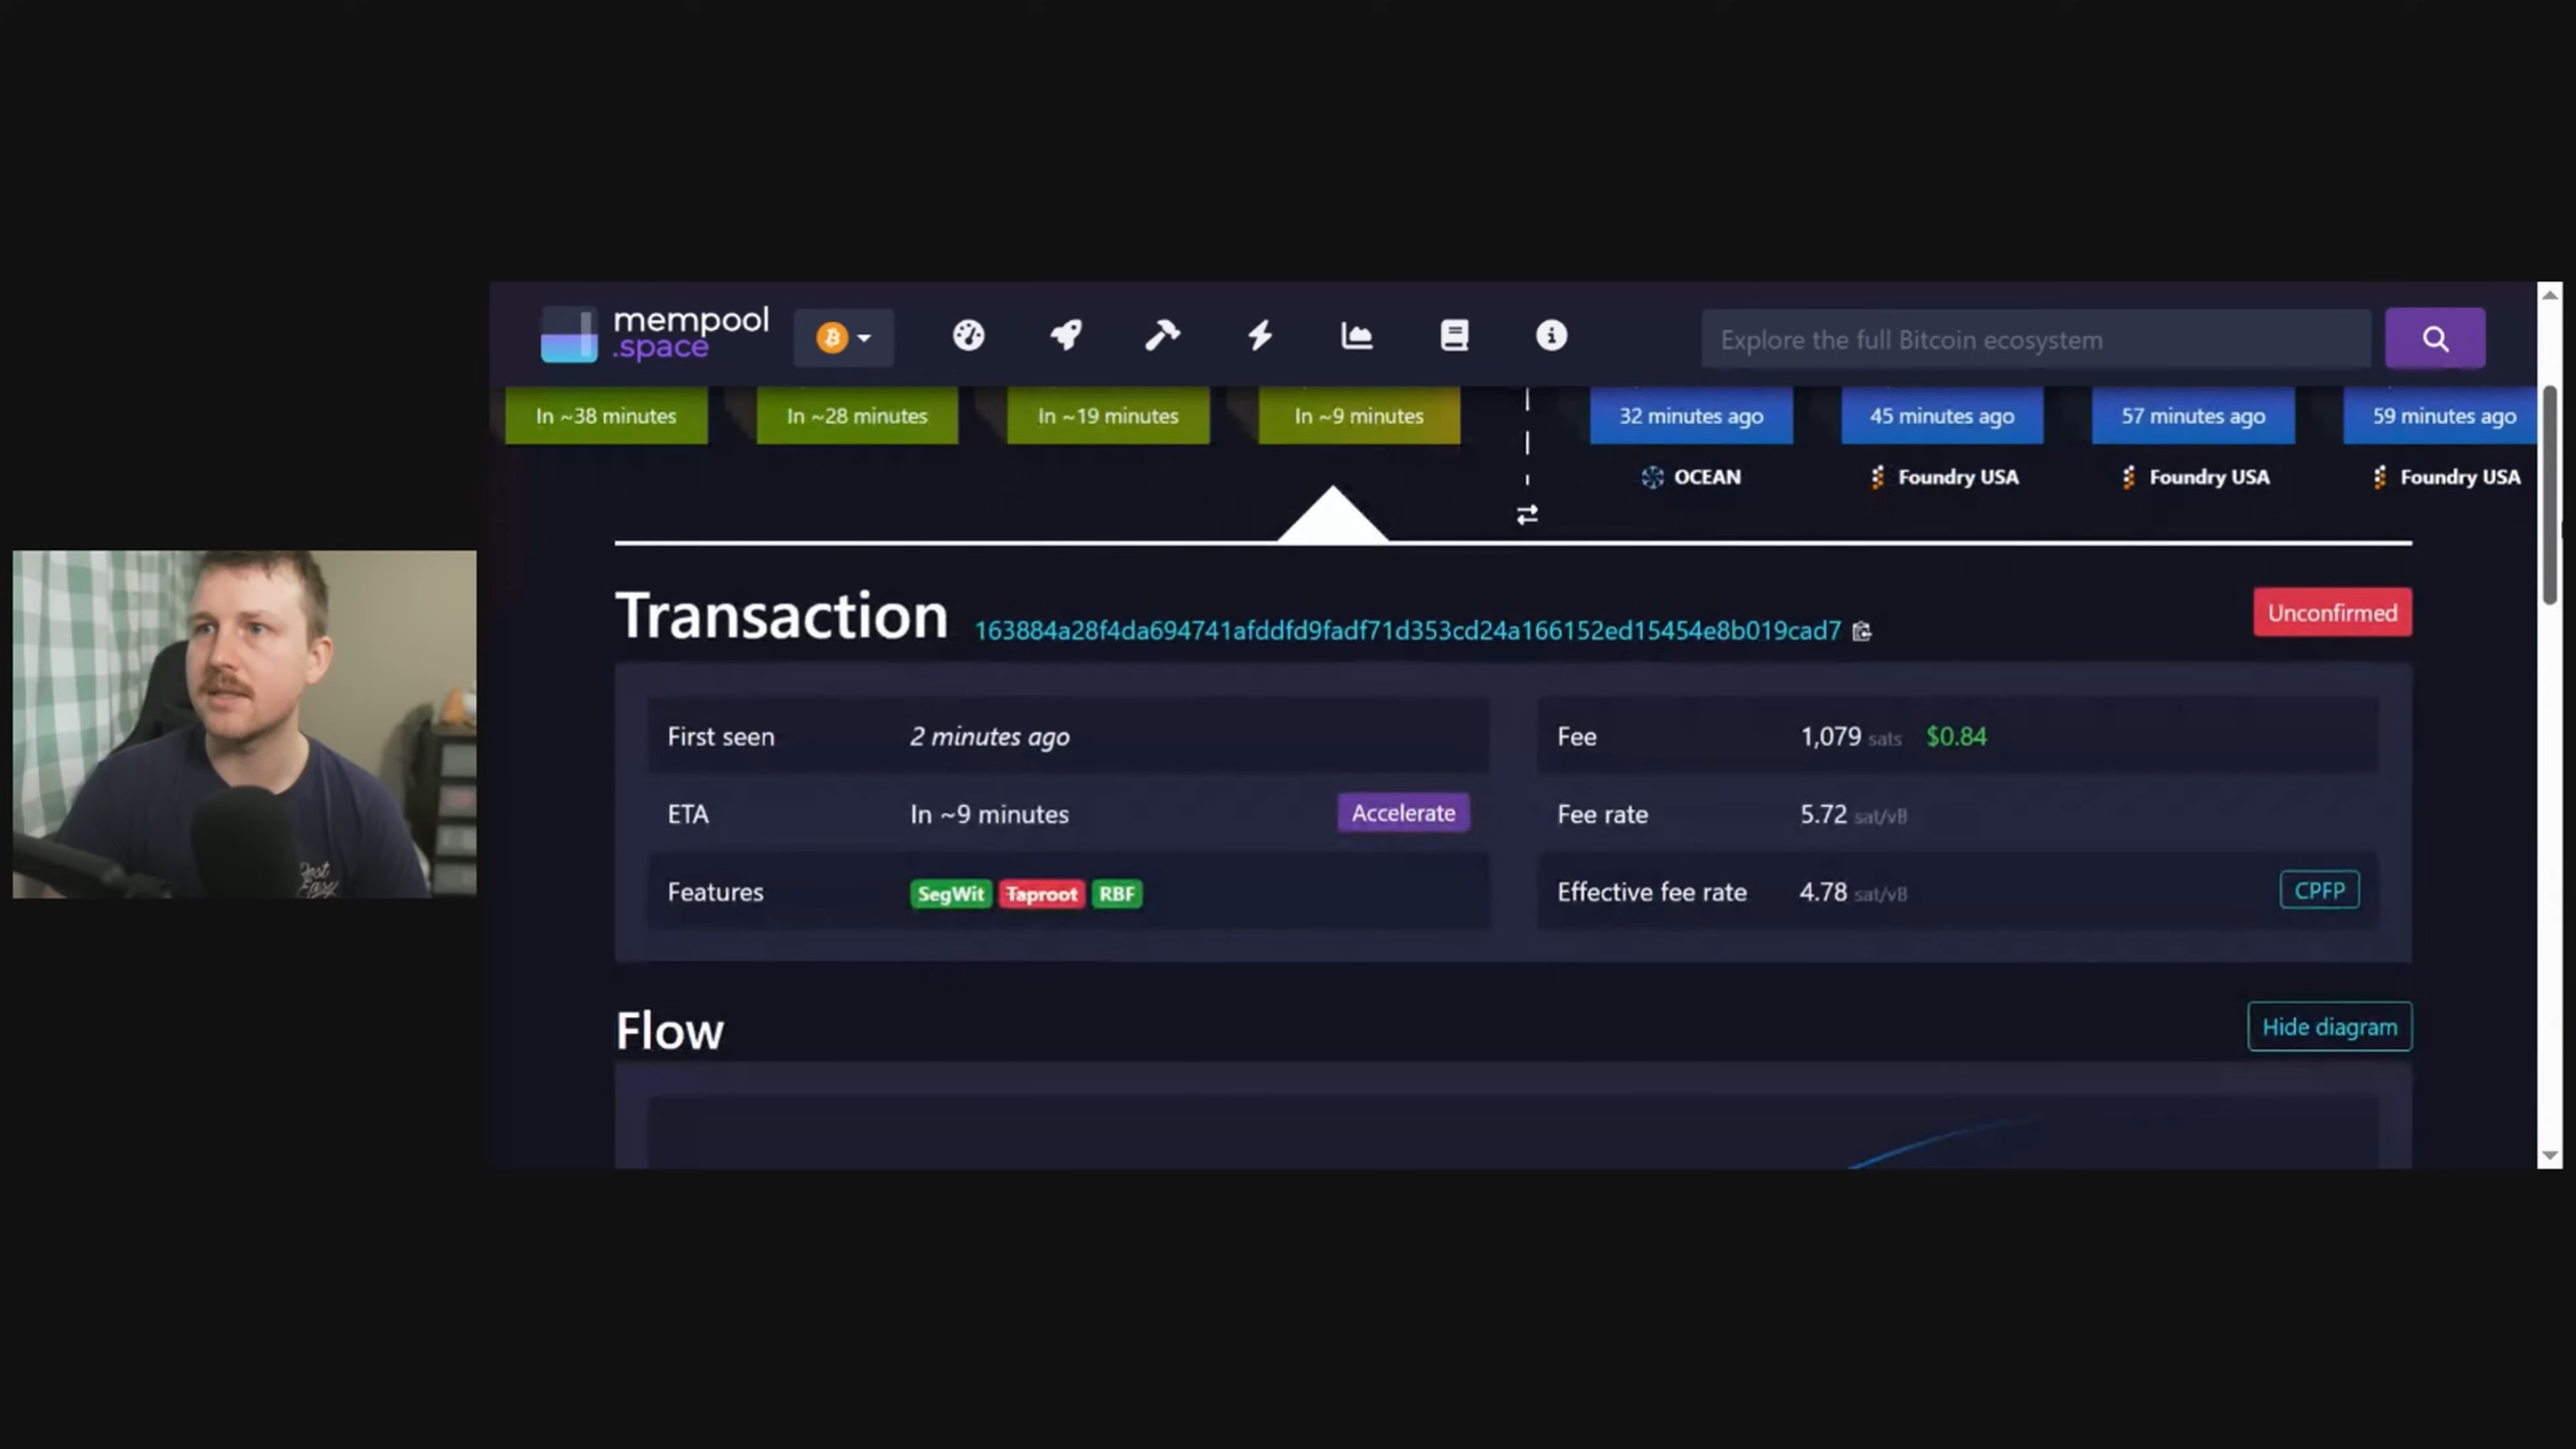 mempool
.space
Explore the full Bitcoin ecosystem
In ~38 minutes
In ~28 minutes
In ~19 minutes
In ~9 minutes
32 minutes ago
45 minutes ago
57 minutes ago
59 minutes ago
OCEAN
Foundry USA
Foundry USA
Foundry USA
Transaction 163884a28f4da694741afddfd9fadf71d353cd24a166152ed15454e8b019cad7
Unconfirmed
First seen 2 minutes ago
Fee 1,079 sats $0.84
ETA In ~9 minutes Accelerate
Fee rate 5.72 sat/vB
Features SegWit Taproot RBF
Effective fee rate 4.78 sat/vB CPFP
Flow
Hide diagram